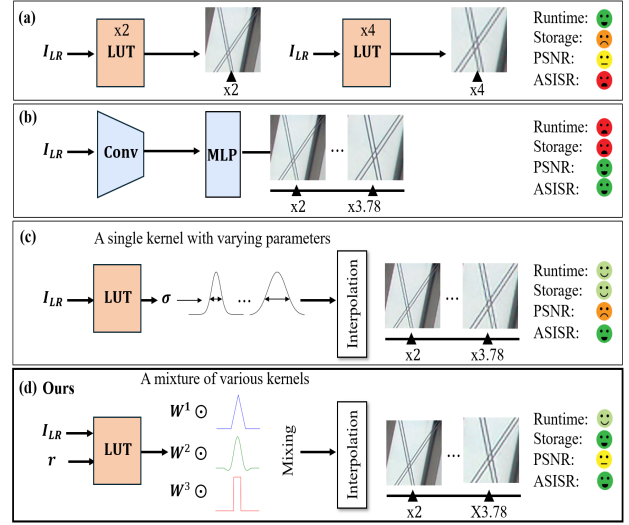 (a)
x2
LUT
I_LR
x2
x4
LUT
I_LR
x4
Runtime:
Storage:
PSNR:
ASISR:
(b)
I_LR
Conv
MLP
...
x2
x3.78
Runtime:
Storage:
PSNR:
ASISR:
(c)
A single kernel with varying parameters
I_LR
LUT
σ
...
Interpolation
...
x2
x3.78
Runtime:
Storage:
PSNR:
ASISR:
(d) Ours
A mixture of various kernels
I_LR
r
LUT
W¹ ⊙
W² ⊙
W³ ⊙
Mixing
Interpolation
...
x2
X3.78
Runtime:
Storage:
PSNR:
ASISR: